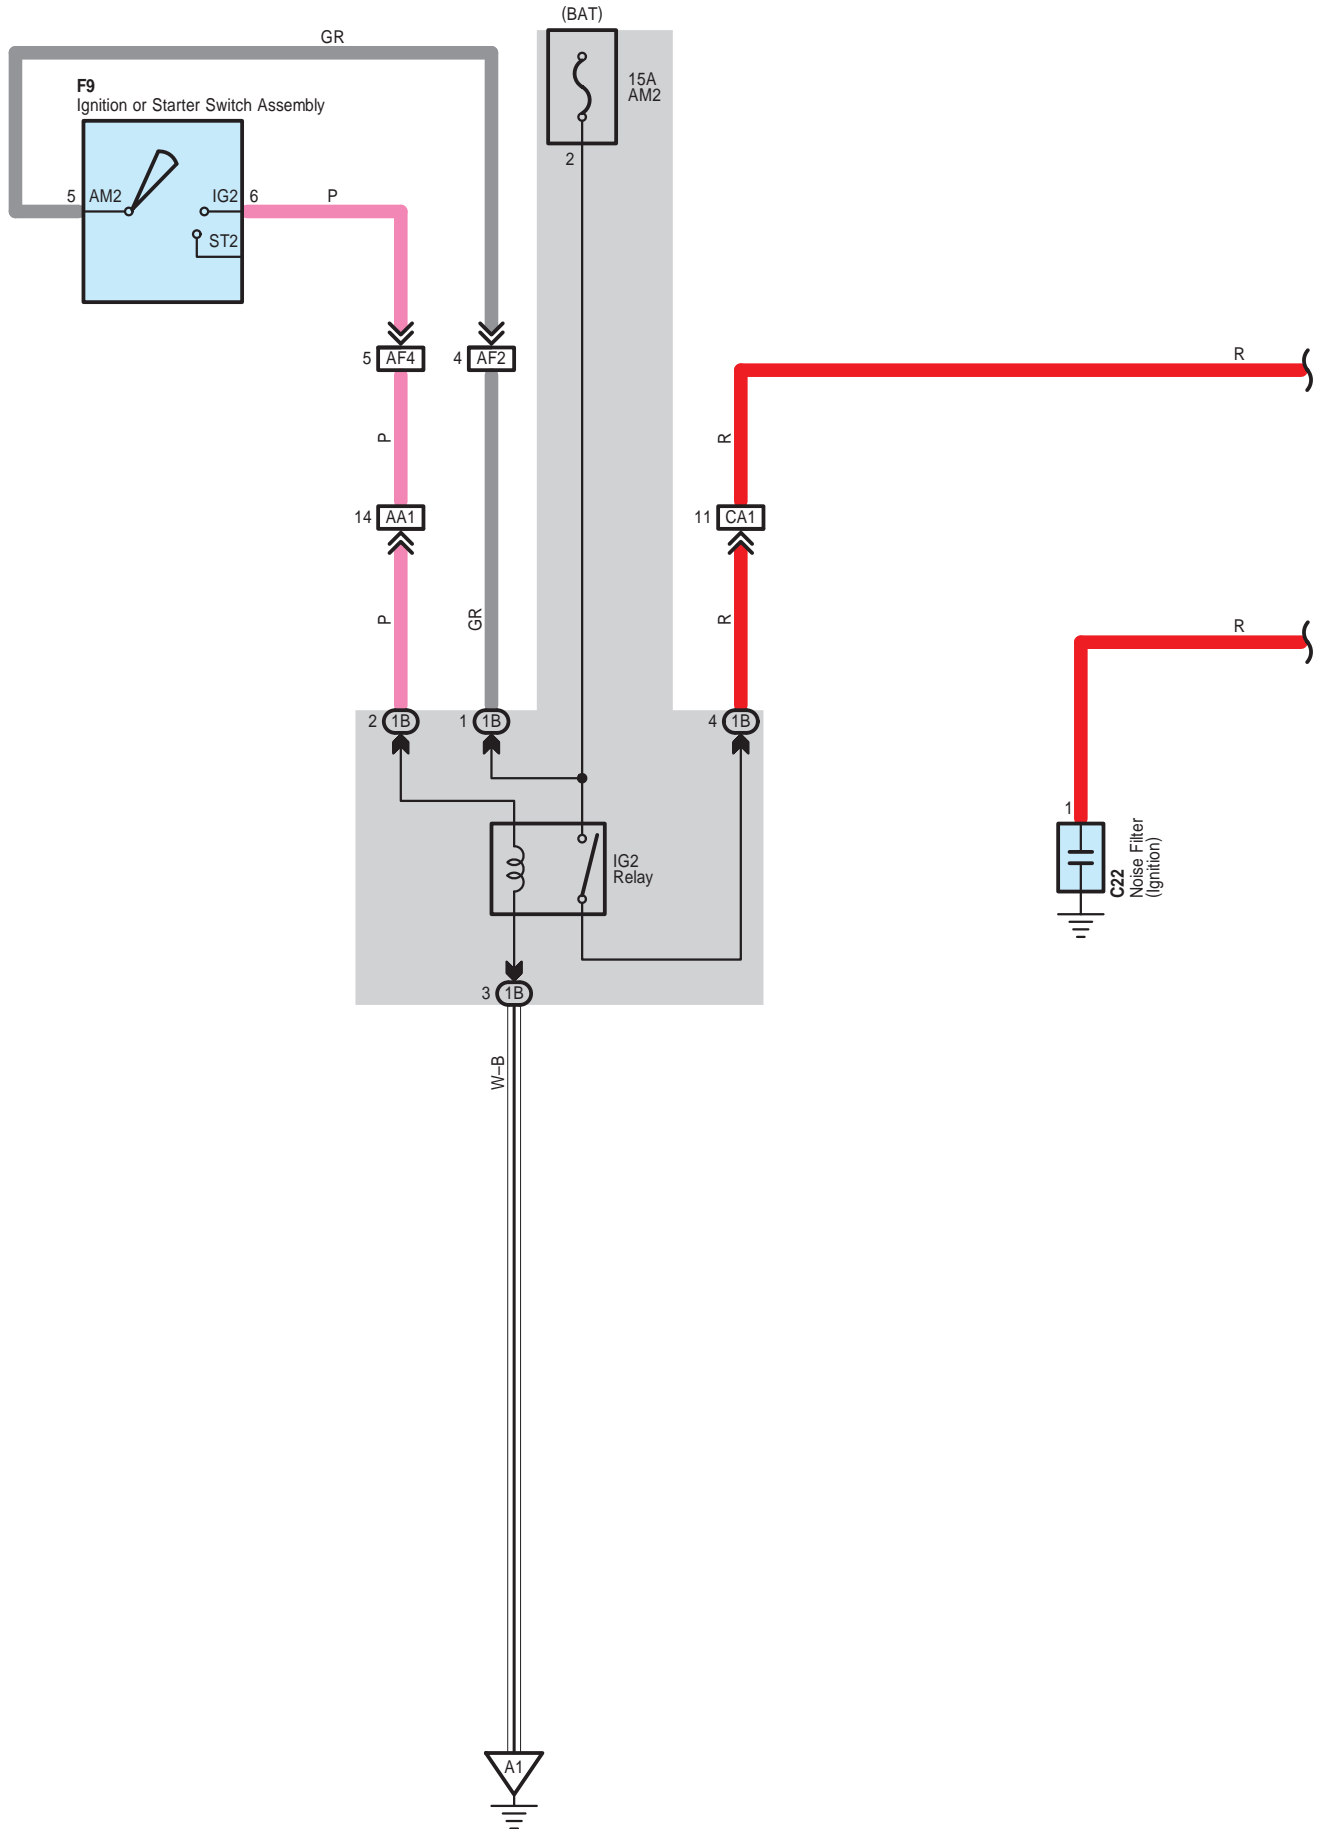 (BAT)
GR
15A
AM2
F9
Ignition or Starter Switch Assembly
2
5 AM2
IG2 6
P
ST2
5 AF4
4 AF2
R
P
R
14 AA1
11 CA1
P
GR
R
R
2 1B
1 1B
4 1B
1
IG2
Relay
C22
Noise Filter
(Ignition)
3 1B
W–B
A1